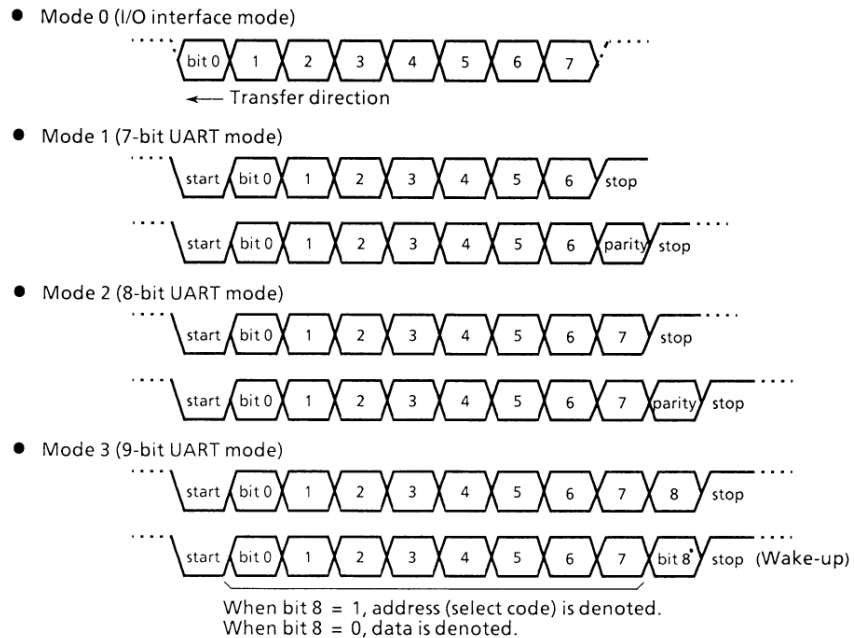 ● Mode 0 (I/O interface mode)
bit 0 1 2 3 4 5 6 7
← Transfer direction
● Mode 1 (7-bit UART mode)
start bit 0 1 2 3 4 5 6 stop
start bit 0 1 2 3 4 5 6 parity stop
● Mode 2 (8-bit UART mode)
start bit 0 1 2 3 4 5 6 7 stop
start bit 0 1 2 3 4 5 6 7 parity stop
● Mode 3 (9-bit UART mode)
start bit 0 1 2 3 4 5 6 7 8 stop
start bit 0 1 2 3 4 5 6 7 bit 8 stop (Wake-up)
When bit 8 = 1, address (select code) is denoted.
When bit 8 = 0, data is denoted.